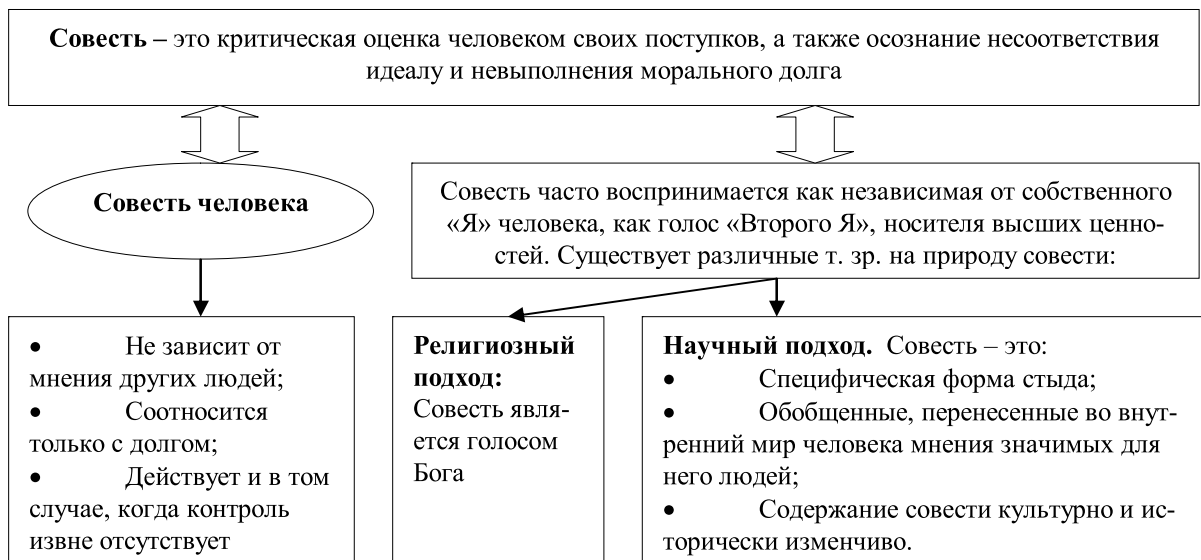 Совесть – это критическая оценка человеком своих поступков, а также осознание несоответствия
идеалу и невыполнения морального долга
Совесть человека
Совесть часто воспринимается как независимая от собственного
«Я» человека, как голос «Второго Я», носителя высших ценно-
стей. Существует различные т. зр. на природу совести:
• Не зависит от
мнения других людей;
• Соотносится
только с долгом;
• Действует и в том
случае, когда контроль
извне отсутствует
Религиозный
подход:
Совесть явля-
ется голосом
Бога
Научный подход. Совесть – это:
• Специфическая форма стыда;
• Обобщенные, перенесенные во внут-
ренний мир человека мнения значимых для
него людей;
• Содержание совести культурно и ис-
торически изменчиво.